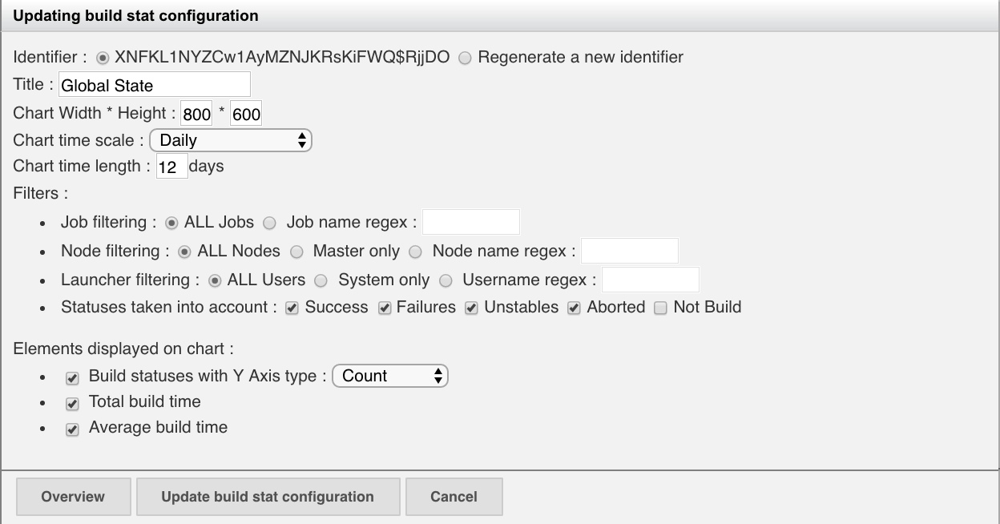 Updating build stat configuration
Identifier : XNFKL1NYZCw1AyMZNJKRsKiFWQ$RjjDO Regenerate a new identifier
Title : Global State
Chart Width * Height : 800 * 600
Chart time scale : Daily
Chart time length : 12 days
Filters :
• Job filtering : ALL Jobs Job name regex :
• Node filtering : ALL Nodes Master only Node name regex :
• Launcher filtering : ALL Users System only Username regex :
• Statuses taken into account : Success Failures Unstables Aborted Not Build
Elements displayed on chart :
• Build statuses with Y Axis type : Count
• Total build time
• Average build time
Overview Update build stat configuration Cancel